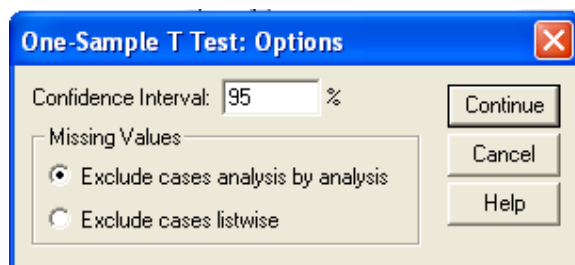 One-Sample T Test: Options
Confidence Interval: 95 %
Continue
Missing Values
Cancel
Exclude cases analysis by analysis
Help
Exclude cases listwise